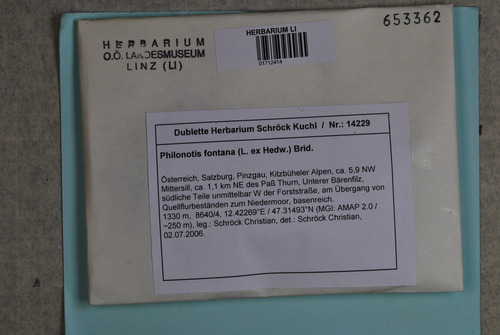 HERBARIUM
O.Ö. LANDESMUSEUM
LINZ (LI)
HERBARIUM LI
01712414
653362
Dublette Herbarium Schröck Kuchl / Nr.: 14229
Philonotis fontana (L. ex Hedw.) Brid.
Österreich, Salzburg, Pinzgau, Kitzbüheler Alpen, ca. 5,9 NW
Mittersill, ca. 1,1 km NE des Paß Thurn, Unterer Bärenfilz,
südliche Teile unmittelbar W der Forststraße, am Übergang von
Quellflurbeständen zum Niedermoor, basenreich.
1330 m, 8640/4, 12.42269°E / 47.31493°N (MGI: AMAP 2.0 /
~250 m), leg.: Schröck Christian, det.: Schröck Christian,
02.07.2006.